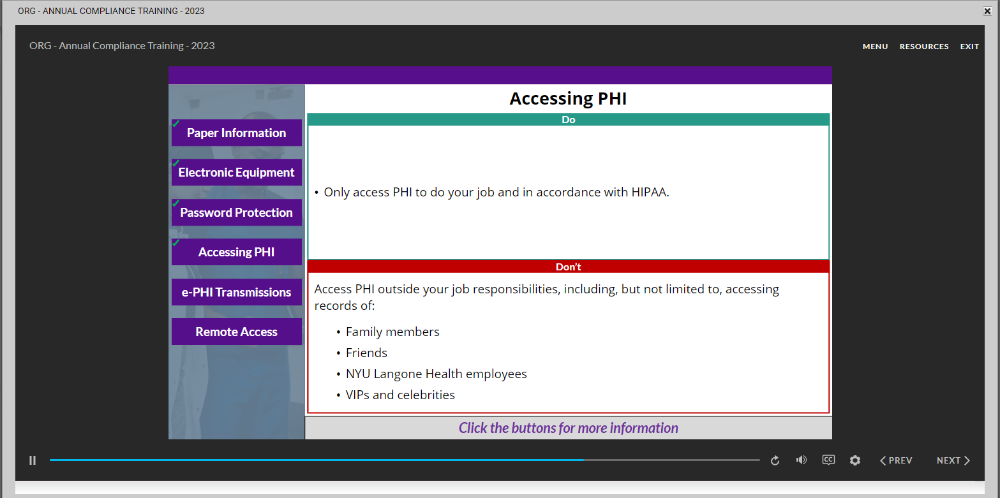 ORG - ANNUAL COMPLIANCE TRAINING - 2023
ORG - Annual Compliance Training - 2023
MENU RESOURCES EXIT
Accessing PHI
Do
Paper Information
Electronic Equipment
Password Protection
Accessing PHI
e-PHI Transmissions
Remote Access
• Only access PHI to do your job and in accordance with HIPAA.
Don't
Access PHI outside your job responsibilities, including, but not limited to, accessing
records of:
• Family members
• Friends
• NYU Langone Health employees
• VIPs and celebrities
Click the buttons for more information
CC
PREV NEXT